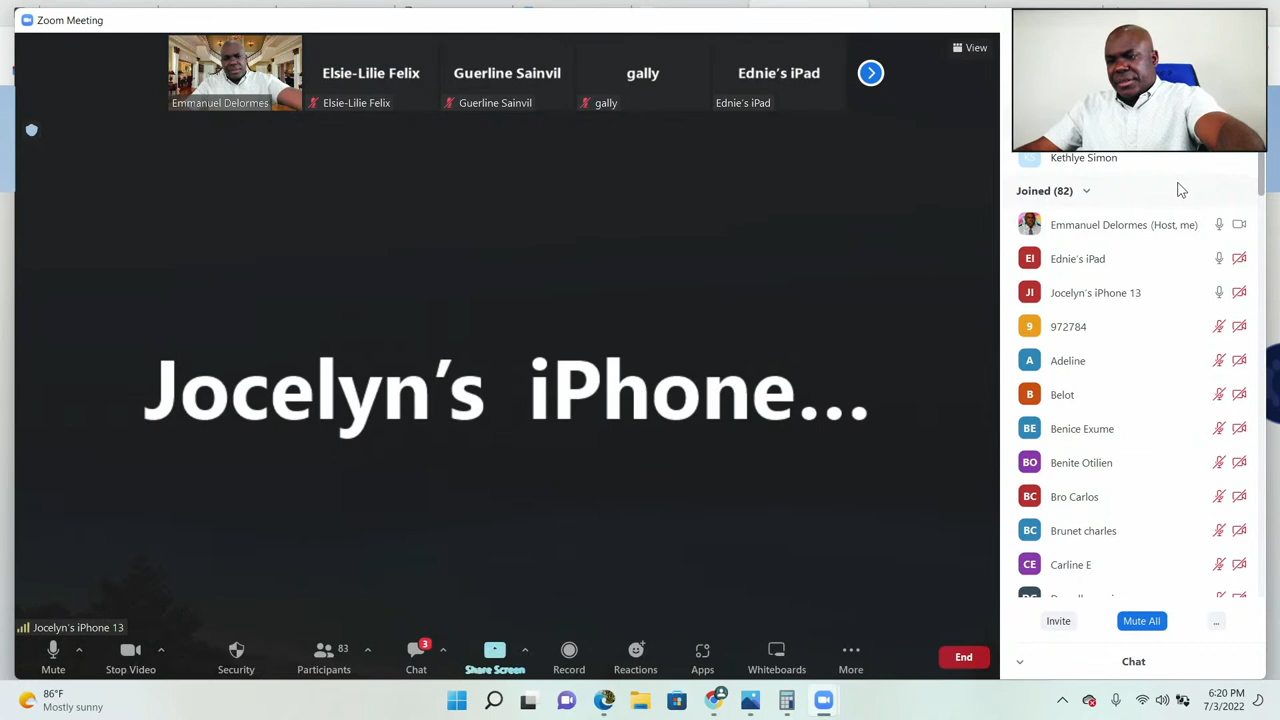 Zoom Meeting
View
Elsie-Lilie Felix
Guerline Sainvil
gally
Ednie's iPad
Emmanuel Delormes
Elsie-Lilie Felix
Guerline Sainvil
gally
Ednie's iPad
Jocelyn's iPhone...
Jocelyn's iPhone 13
KS Kethlye Simon
Joined (82)
Emmanuel Delormes (Host, me)
EI Ednie's iPad
JI Jocelyn's iPhone 13
9 972784
A Adeline
B Belot
BE Benice Exume
BO Benite Otilien
BC Bro Carlos
BC Brunet charles
CE Carline E
Invite
Mute All
...
Chat
Mute
Stop Video
Security
83
Participants
3
Chat
Share Screen
Record
Reactions
Apps
Whiteboards
More
End
86°F
Mostly sunny
6:20 PM
7/3/2022